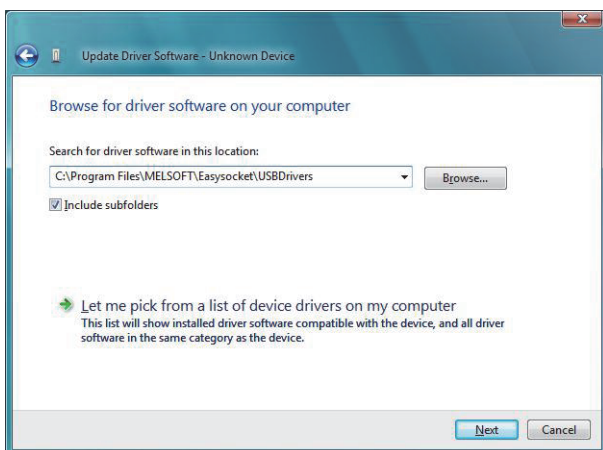 Update Driver Software - Unknown Device
Browse for driver software on your computer
Search for driver software in this location:
C:\Program Files\MELSOFT\Easysocket\USBDrivers
Browse...
Include subfolders
Let me pick from a list of device drivers on my computer
This list will show installed driver software compatible with the device, and all driver
software in the same category as the device.
Next
Cancel